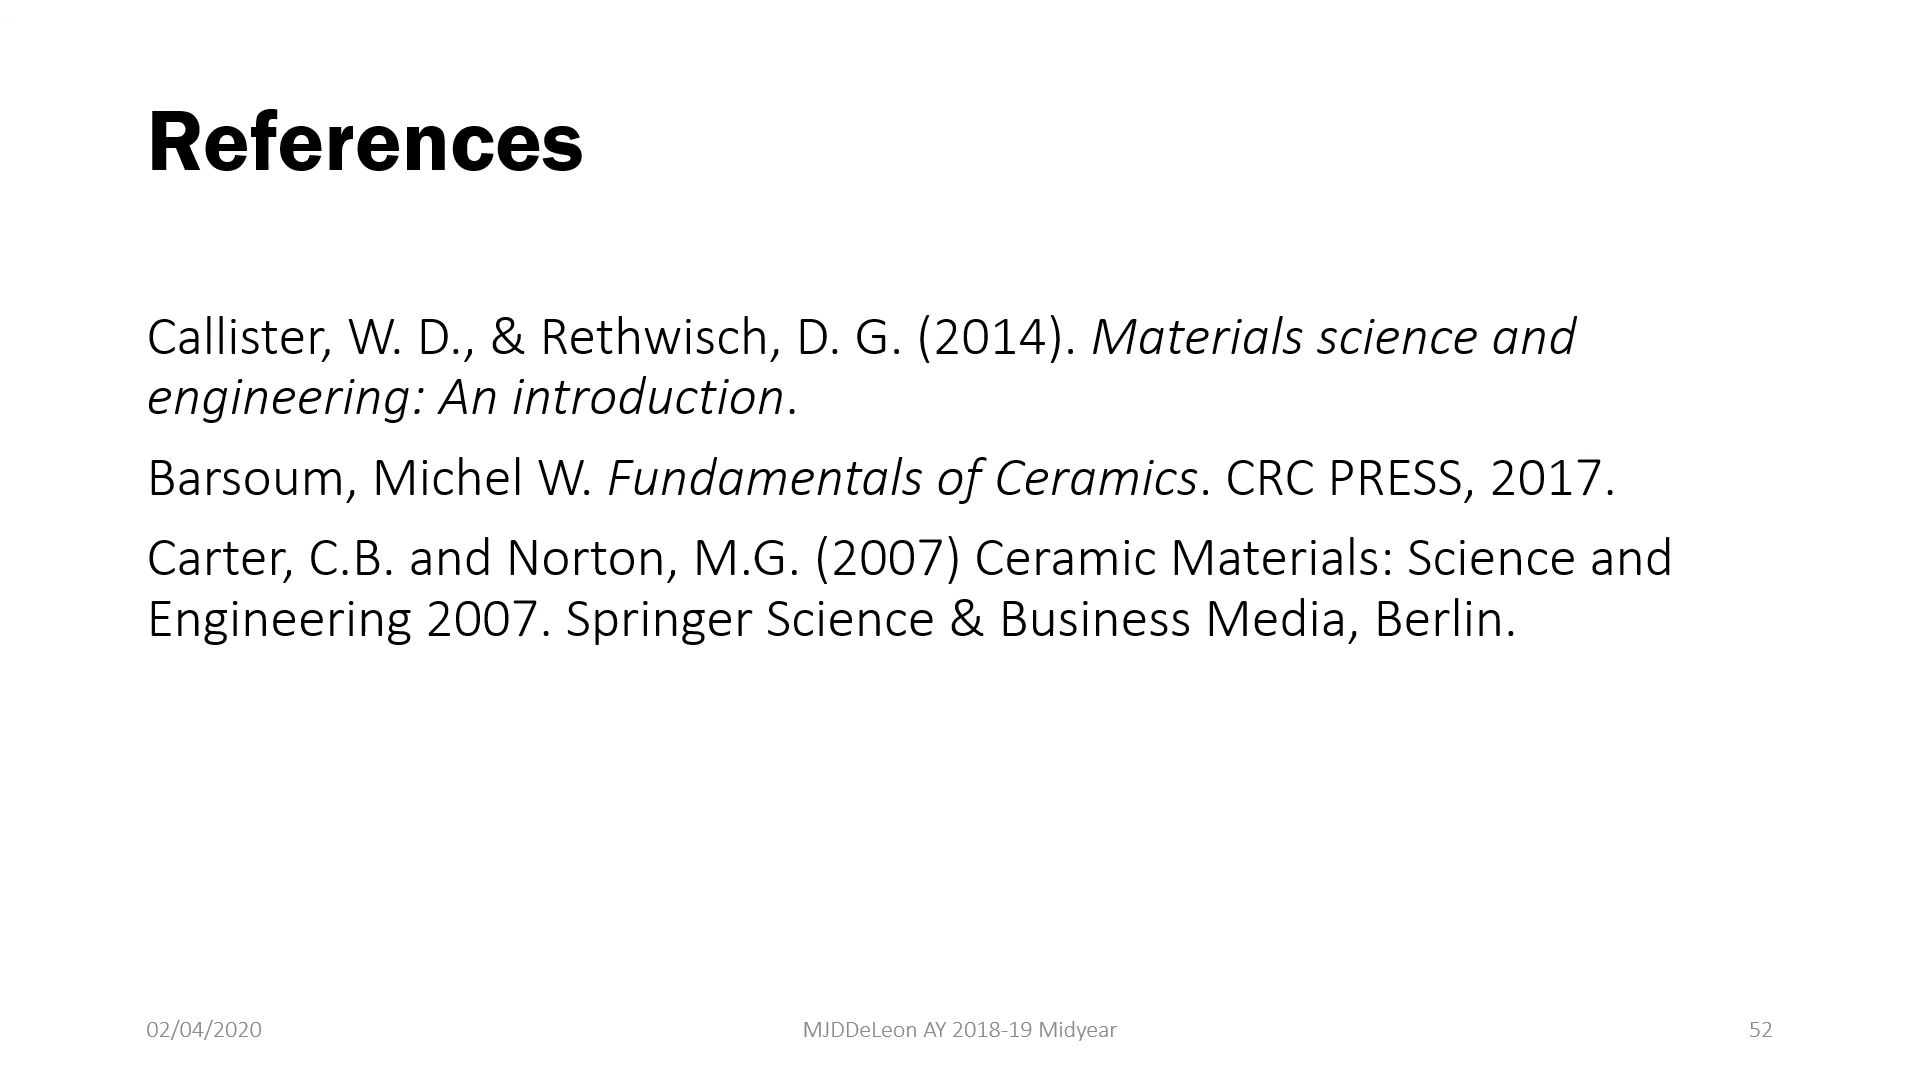 References
Callister, W. D., & Rethwisch, D. G. (2014). Materials science and
engineering: An introduction.
Barsoum, Michel W. Fundamentals of Ceramics. CRC PRESS, 2017.
Carter, C.B. and Norton, M.G. (2007) Ceramic Materials: Science and
Engineering 2007. Springer Science & Business Media, Berlin.
02/04/2020
MJDDeLeon AY 2018-19 Midyear
52